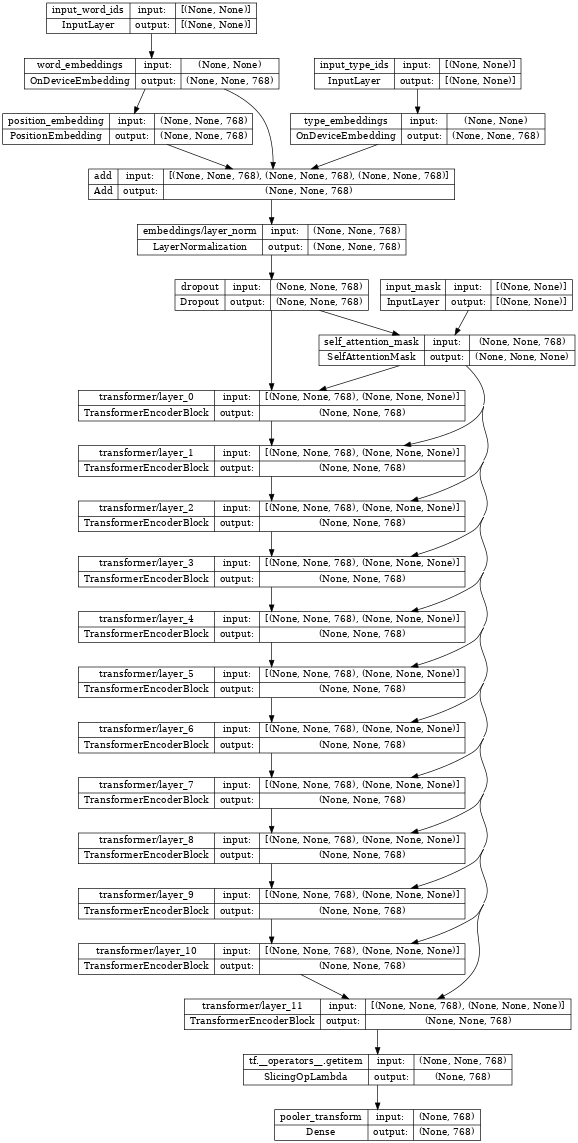 input_word_ids input: [(None, None)]
InputLayer output: [(None, None)]
word_embeddings input: (None, None)
OnDeviceEmbedding output: (None, None, 768)
input_type_ids input: [(None, None)]
InputLayer output: [(None, None)]
position_embedding input: (None, None, 768)
PositionEmbedding output: (None, None, 768)
type_embeddings input: (None, None)
OnDeviceEmbedding output: (None, None, 768)
add input: [(None, None, 768), (None, None, 768), (None, None, 768)]
Add output: (None, None, 768)
embeddings/layer_norm input: (None, None, 768)
LayerNormalization output: (None, None, 768)
dropout input: (None, None, 768)
Dropout output: (None, None, 768)
input_mask input: [(None, None)]
InputLayer output: [(None, None)]
self_attention_mask input: (None, None, 768)
SelfAttentionMask output: (None, None, None)
transformer/layer_0 input: [(None, None, 768), (None, None, None)]
TransformerEncoderBlock output: (None, None, 768)
transformer/layer_1 input: [(None, None, 768), (None, None, None)]
TransformerEncoderBlock output: (None, None, 768)
transformer/layer_2 input: [(None, None, 768), (None, None, None)]
TransformerEncoderBlock output: (None, None, 768)
transformer/layer_3 input: [(None, None, 768), (None, None, None)]
TransformerEncoderBlock output: (None, None, 768)
transformer/layer_4 input: [(None, None, 768), (None, None, None)]
TransformerEncoderBlock output: (None, None, 768)
transformer/layer_5 input: [(None, None, 768), (None, None, None)]
TransformerEncoderBlock output: (None, None, 768)
transformer/layer_6 input: [(None, None, 768), (None, None, None)]
TransformerEncoderBlock output: (None, None, 768)
transformer/layer_7 input: [(None, None, 768), (None, None, None)]
TransformerEncoderBlock output: (None, None, 768)
transformer/layer_8 input: [(None, None, 768), (None, None, None)]
TransformerEncoderBlock output: (None, None, 768)
transformer/layer_9 input: [(None, None, 768), (None, None, None)]
TransformerEncoderBlock output: (None, None, 768)
transformer/layer_10 input: [(None, None, 768), (None, None, None)]
TransformerEncoderBlock output: (None, None, 768)
transformer/layer_11 input: [(None, None, 768), (None, None, None)]
TransformerEncoderBlock output: (None, None, 768)
tf.__operators__.getitem input: (None, None, 768)
SlicingOpLambda output: (None, 768)
pooler_transform input: (None, 768)
Dense output: (None, 768)